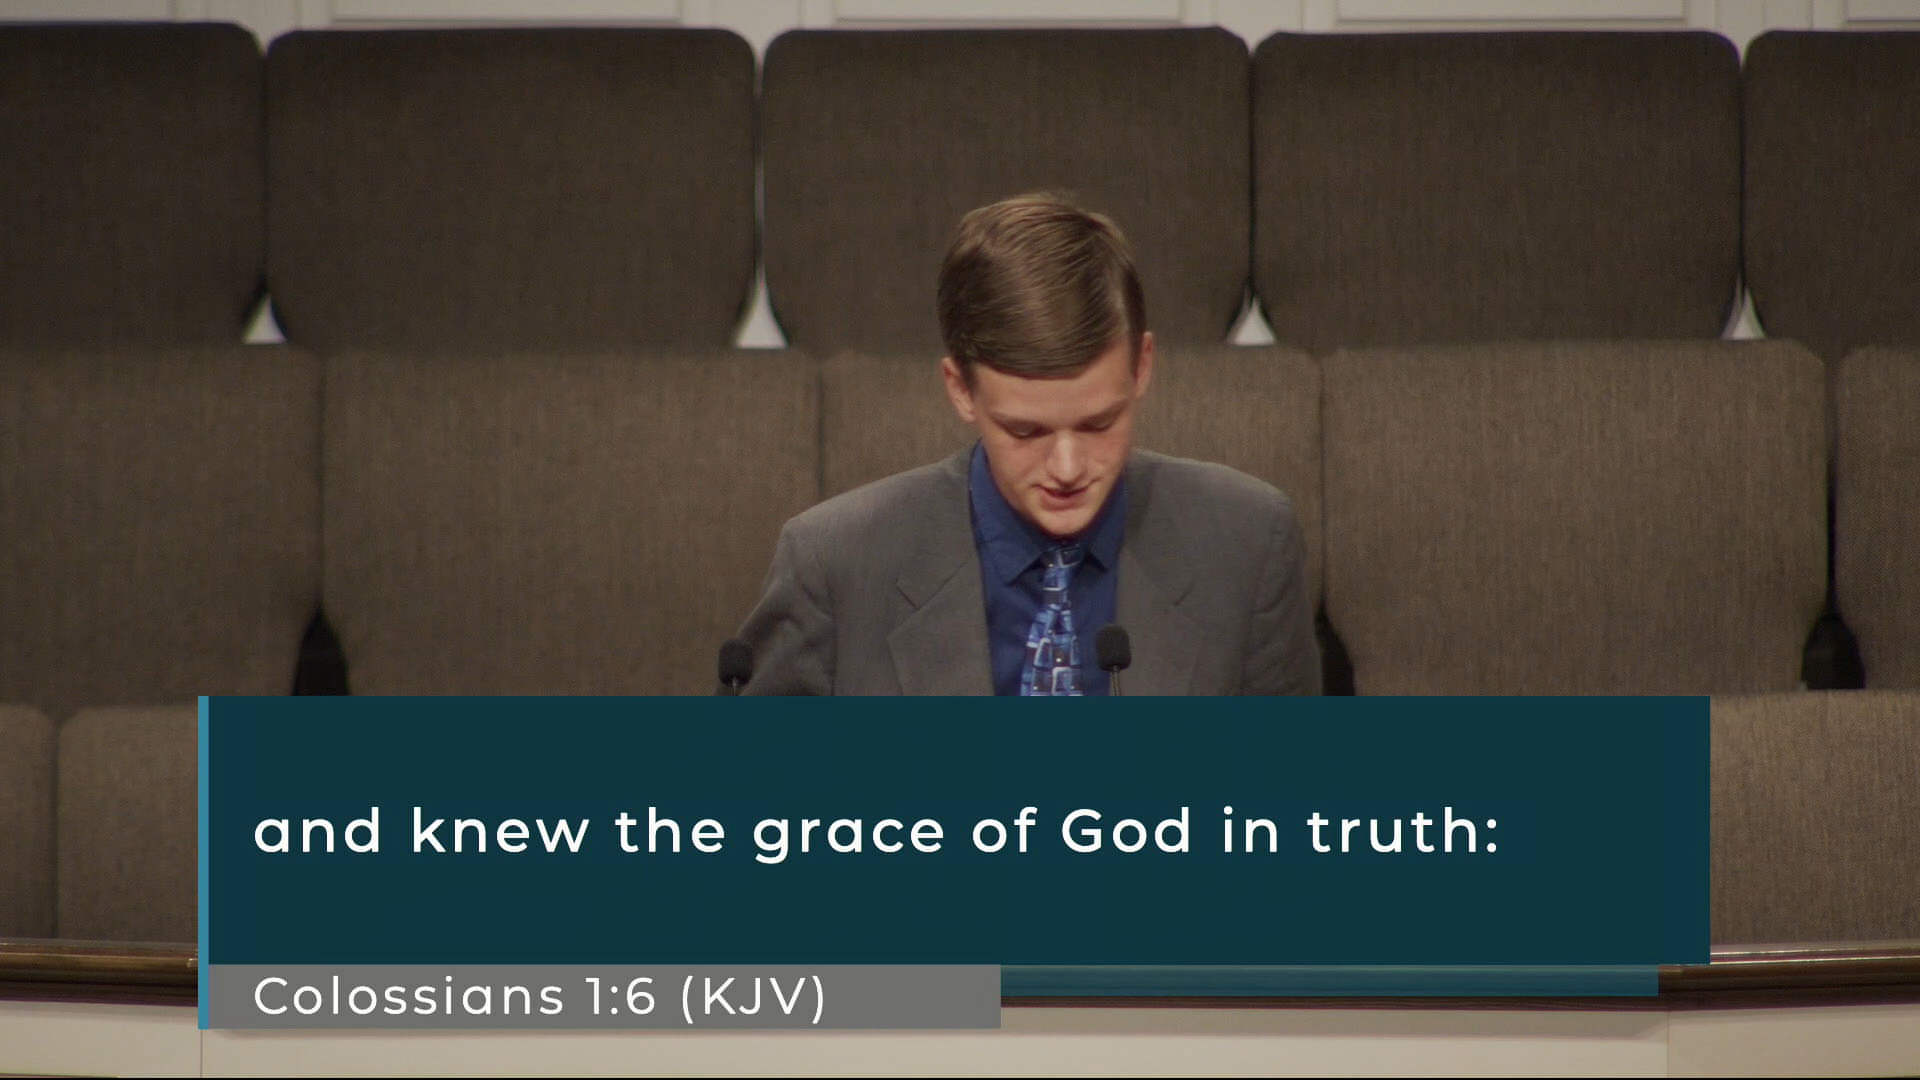 and knew the grace of God in truth:
Colossians 1:6 (KJV)